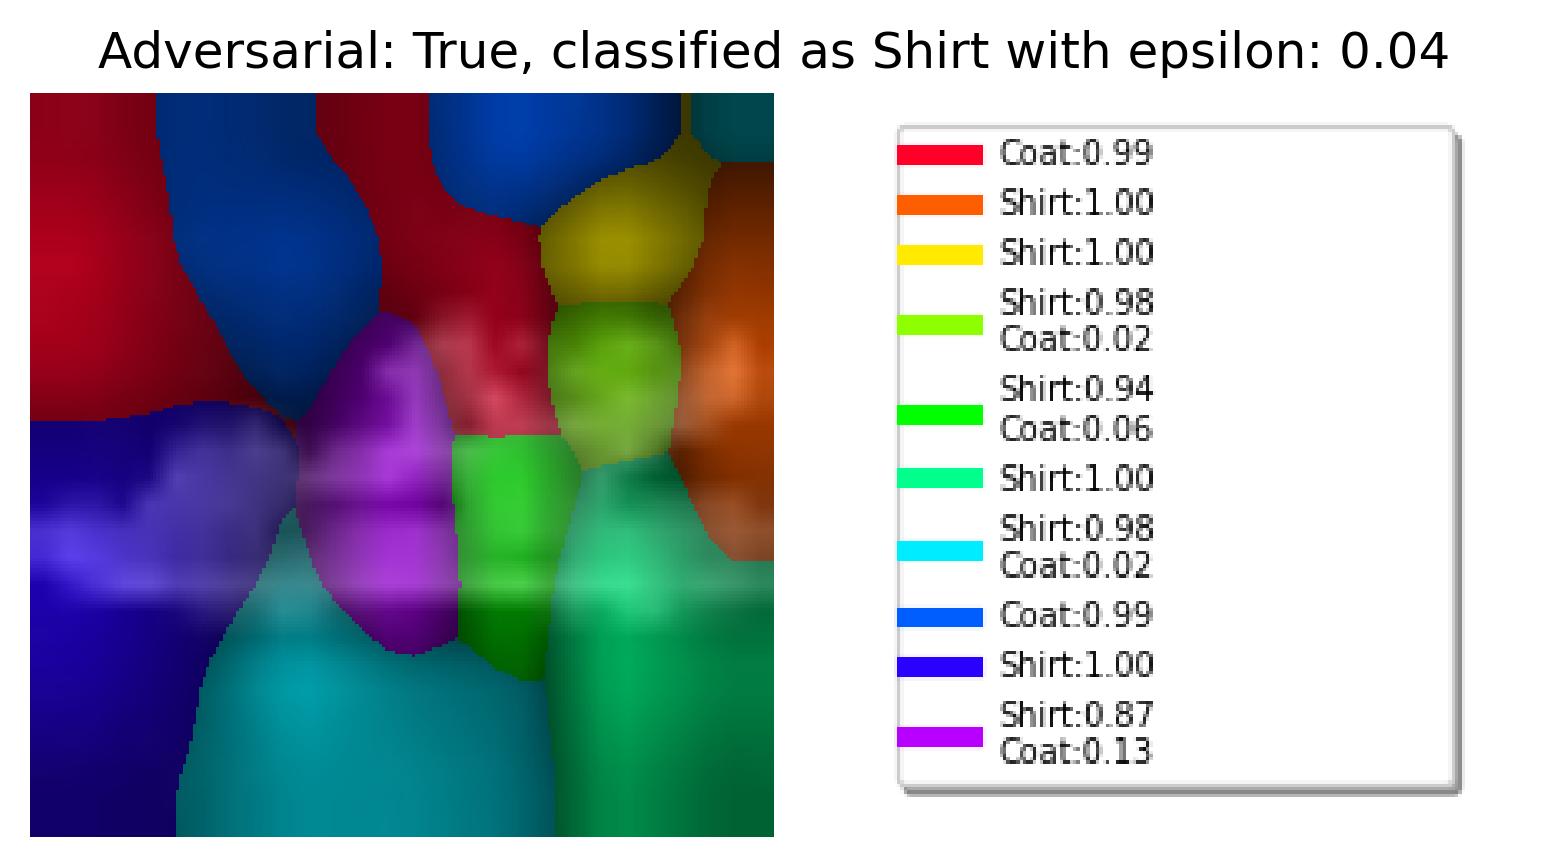 Adversarial: True, classified as Shirt with epsilon: 0.04
Coat:0.99
Shirt:1.00
Shirt:1.00
Shirt:0.98
Coat:0.02
Shirt:0.94
Coat:0.06
Shirt:1.00
Shirt:0.98
Coat:0.02
Coat:0.99
Shirt:1.00
Shirt:0.87
Coat:0.13